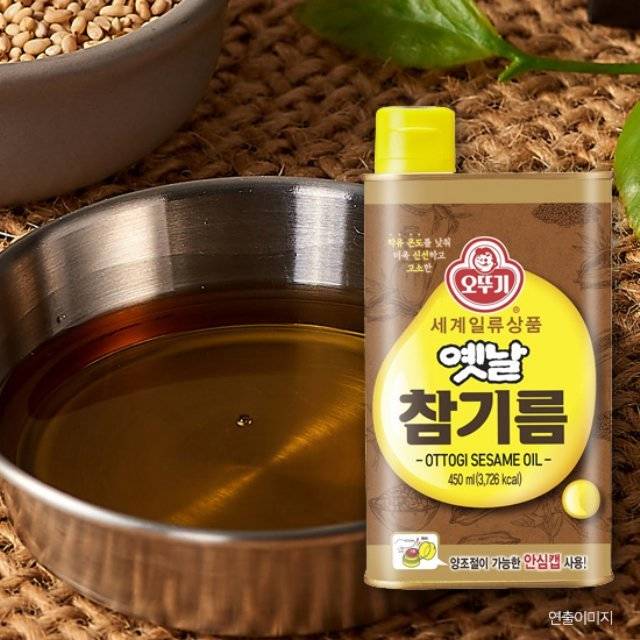 착유 온도를 낮춰
더욱 신선하고
고소한
오뚜기
®
세계일류상품
옛날
참기름
- OTTOGI SESAME OIL -
450 ml(3,726 kcal)
양조절이 가능한 안심캡 사용!
연출이미지